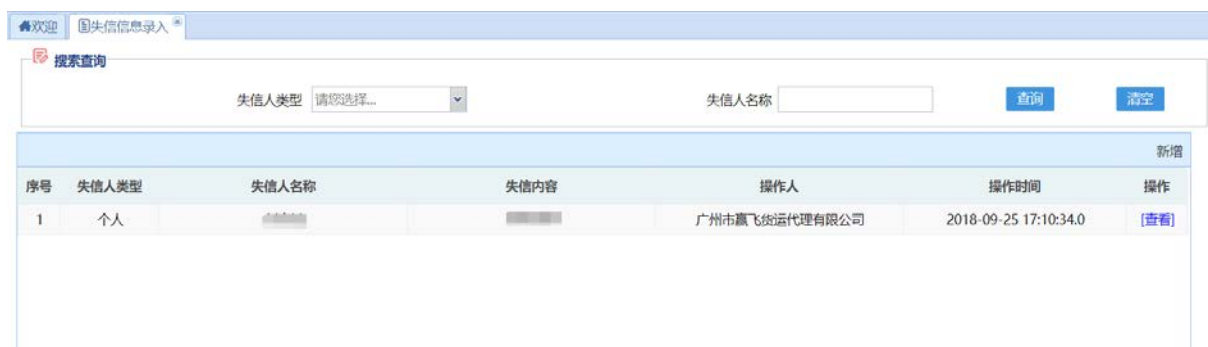 欢迎 失信信息录入
搜索查询
失信人类型 请您选择... 失信人名称 查询 清空
新增
序号 失信人类型 失信人名称 失信内容 操作人 操作时间 操作
1 个人 广州市赢飞货运代理有限公司 2018-09-25 17:10:34.0 [查看]